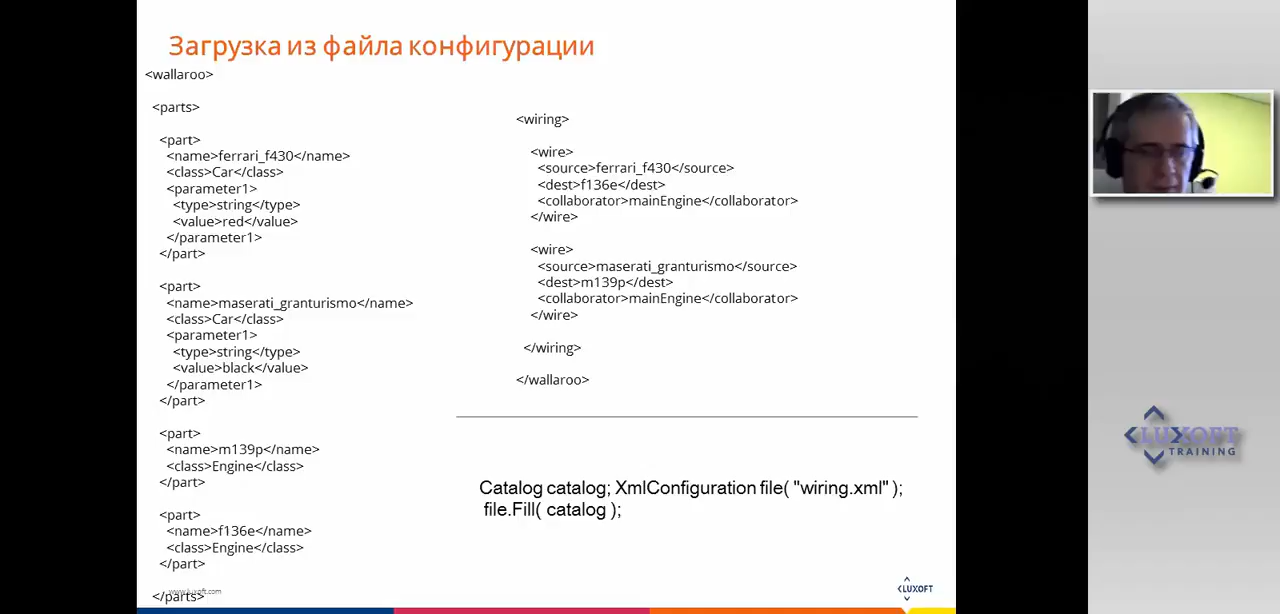 Загрузка из файла конфигурации
<wallaroo>
<parts>
<part>
<name>ferrari_f430</name>
<class>Car</class>
<parameter1>
<type>string</type>
<value>red</value>
</parameter1>
</part>
<part>
<name>maserati_granturismo</name>
<class>Car</class>
<parameter1>
<type>string</type>
<value>black</value>
</parameter1>
</part>
<part>
<name>m139p</name>
<class>Engine</class>
</part>
<part>
<name>f136e</name>
<class>Engine</class>
</part>
</parts>
www.luxoft.com
<wiring>
<wire>
<source>ferrari_f430</source>
<dest>f136e</dest>
<collaborator>mainEngine</collaborator>
</wire>
<wire>
<source>maserati_granturismo</source>
<dest>m139p</dest>
<collaborator>mainEngine</collaborator>
</wire>
</wiring>
</wallaroo>
Catalog catalog; XmlConfiguration file( "wiring.xml" );
file.Fill( catalog );
LUXOFT
LUXOFT
TRAINING